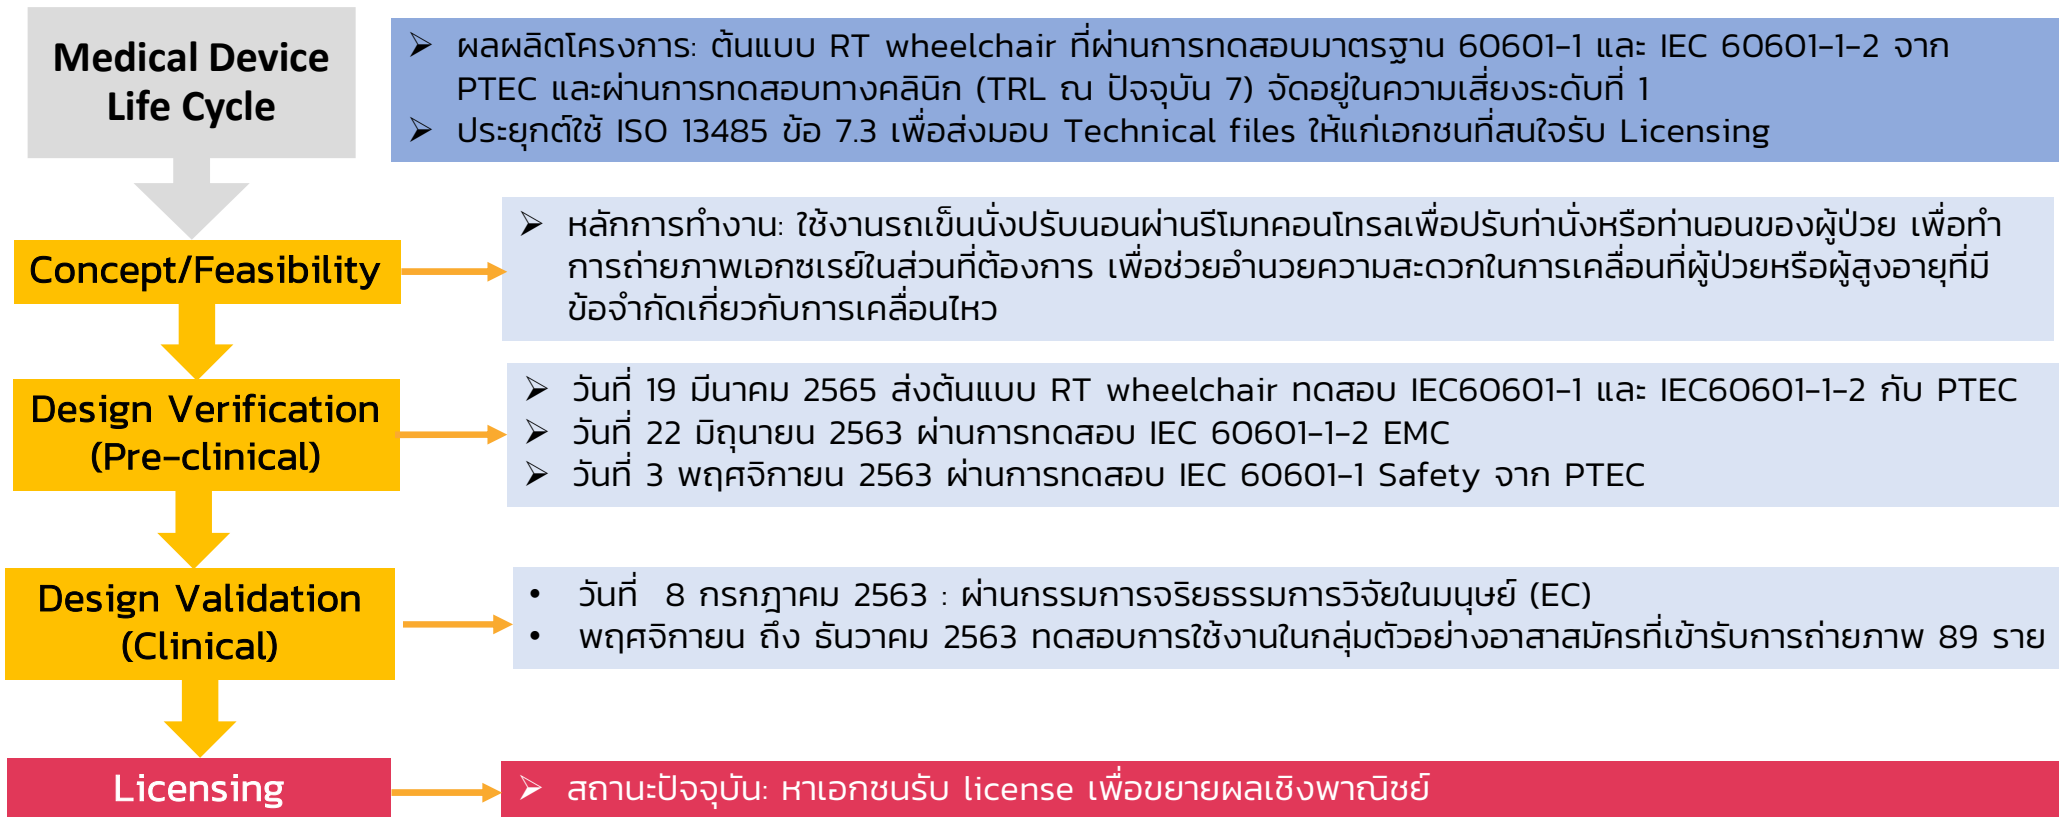 Medical Device
Life Cycle
➢ ผลผลิตโครงการ: ต้นแบบ RT wheelchair ที่ผ่านการทดสอบมาตรฐาน 60601-1 และ IEC 60601-1-2 จาก
PTEC และผ่านการทดสอบทางคลินิก (TRL ณ ปัจจุบัน 7) จัดอยู่ในความเสี่ยงระดับที่ 1
➢ ประยุกต์ใช้ ISO 13485 ข้อ 7.3 เพื่อส่งมอบ Technical files ให้แก่เอกชนที่สนใจรับ Licensing
Concept/Feasibility
➢ หลักการทำงาน: ใช้งานรถเข็นนั่งปรับนอนผ่านรีโมทคอนโทรลเพื่อปรับท่านั่งหรือท่านอนของผู้ป่วย เพื่อทำ
การถ่ายภาพเอกซเรย์ในส่วนที่ต้องการ เพื่อช่วยอำนวยความสะดวกในการเคลื่อนที่ผู้ป่วยหรือผู้สูงอายุที่มี
ข้อจำกัดเกี่ยวกับการเคลื่อนไหว
Design Verification
(Pre-clinical)
➢ วันที่ 19 มีนาคม 2565 ส่งต้นแบบ RT wheelchair ทดสอบ IEC60601-1 และ IEC60601-1-2 กับ PTEC
➢ วันที่ 22 มิถุนายน 2563 ผ่านการทดสอบ IEC 60601-1-2 EMC
➢ วันที่ 3 พฤศจิกายน 2563 ผ่านการทดสอบ IEC 60601-1 Safety จาก PTEC
Design Validation
(Clinical)
• วันที่ 8 กรกฎาคม 2563 : ผ่านกรรมการจริยธรรมการวิจัยในมนุษย์ (EC)
• พฤศจิกายน ถึง ธันวาคม 2563 ทดสอบการใช้งานในกลุ่มตัวอย่างอาสาสมัครที่เข้ารับการถ่ายภาพ 89 ราย
Licensing
➢ สถานะปัจจุบัน: หาเอกชนรับ license เพื่อขยายผลเชิงพาณิชย์